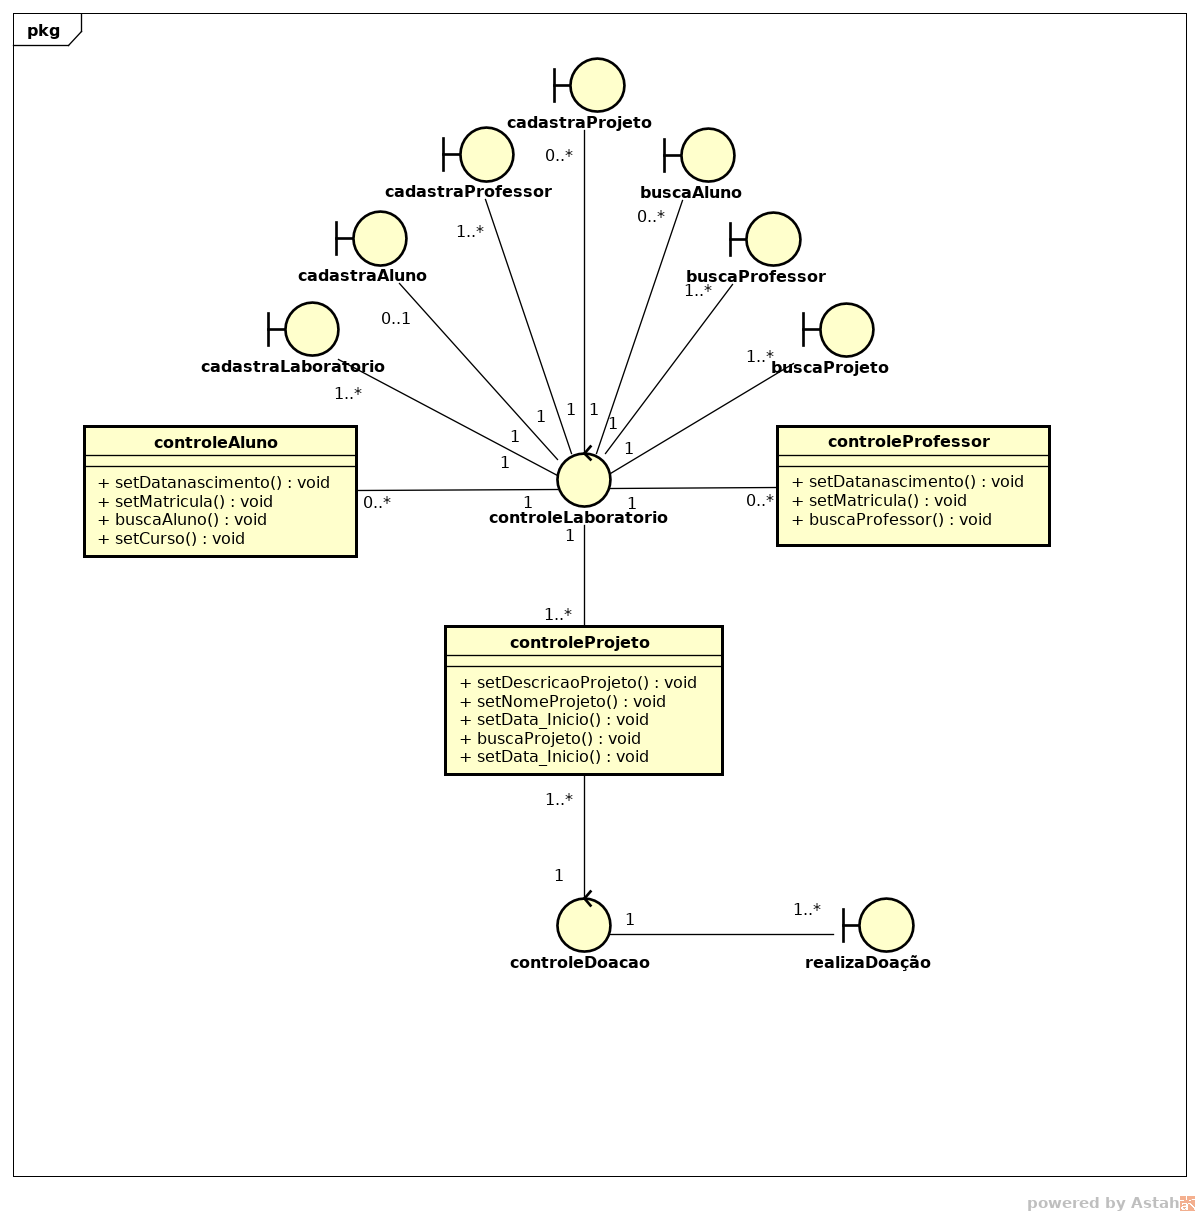 pkg
cadastraProjeto
0..*
cadastraProfessor
1..*
buscaAluno
0..*
cadastraAluno
0..1
buscaProfessor
1..*
cadastraLaboratorio
1..*
buscaProjeto
1..*
1
1
1
1
1
1
1
controleAluno
+ setDatanascimento() : void
+ setMatricula() : void
+ buscaAluno() : void
+ setCurso() : void
0..*
1
controleLaboratorio
1
0..*
controleProfessor
+ setDatanascimento() : void
+ setMatricula() : void
+ buscaProfessor() : void
1
1..*
controleProjeto
+ setDescricaoProjeto() : void
+ setNomeProjeto() : void
+ setData_Inicio() : void
+ buscaProjeto() : void
+ setData_Inicio() : void
1..*
1
controleDoacao
1
1..*
realizaDoação
powered by Astah